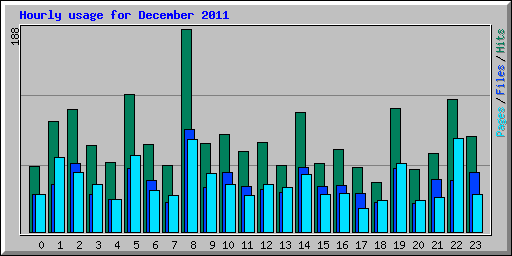 Hourly usage for December 2011
188
Pages / Files / Hits
0 1 2 3 4 5 6 7 8 9 10 11 12 13 14 15 16 17 18 19 20 21 22 23